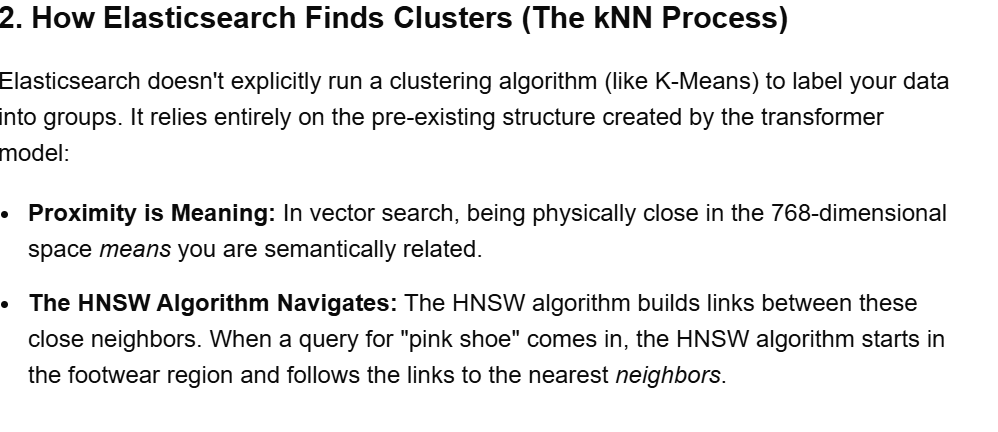 2. How Elasticsearch Finds Clusters (The kNN Process)
Elasticsearch doesn't explicitly run a clustering algorithm (like K-Means) to label your data
into groups. It relies entirely on the pre-existing structure created by the transformer
model:
• Proximity is Meaning: In vector search, being physically close in the 768-dimensional
space means you are semantically related.
• The HNSW Algorithm Navigates: The HNSW algorithm builds links between these
close neighbors. When a query for "pink shoe" comes in, the HNSW algorithm starts in
the footwear region and follows the links to the nearest neighbors.